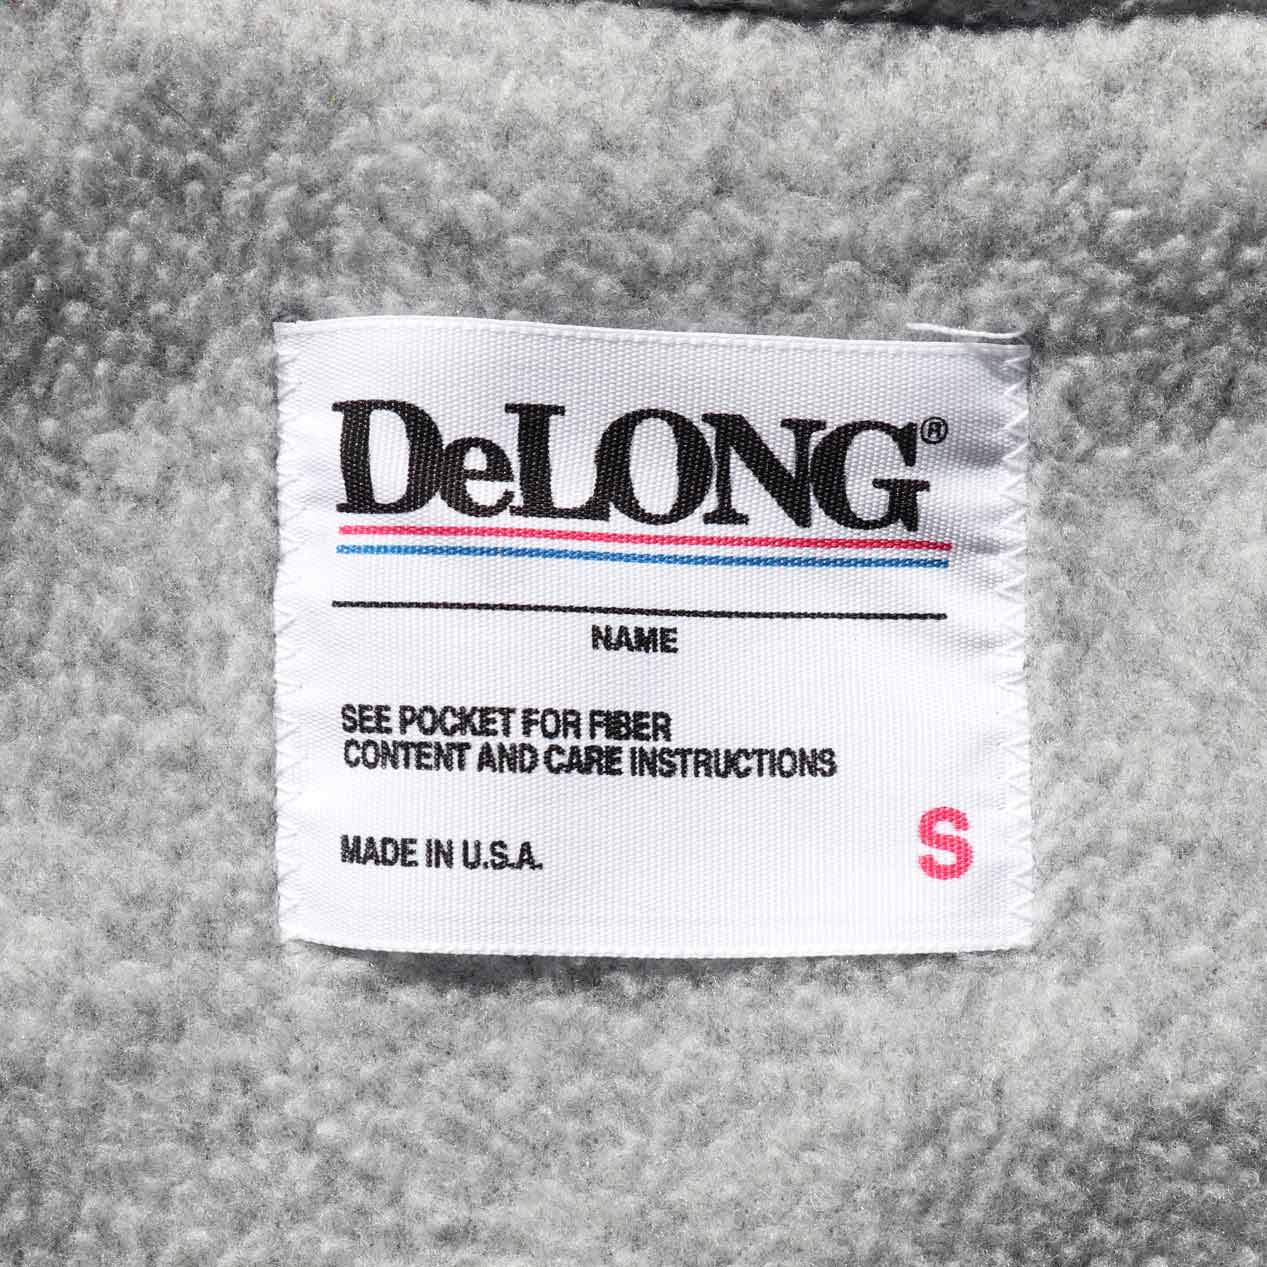 DeLONG®
NAME
SEE POCKET FOR FIBER
CONTENT AND CARE INSTRUCTIONS
MADE IN U.S.A.
S